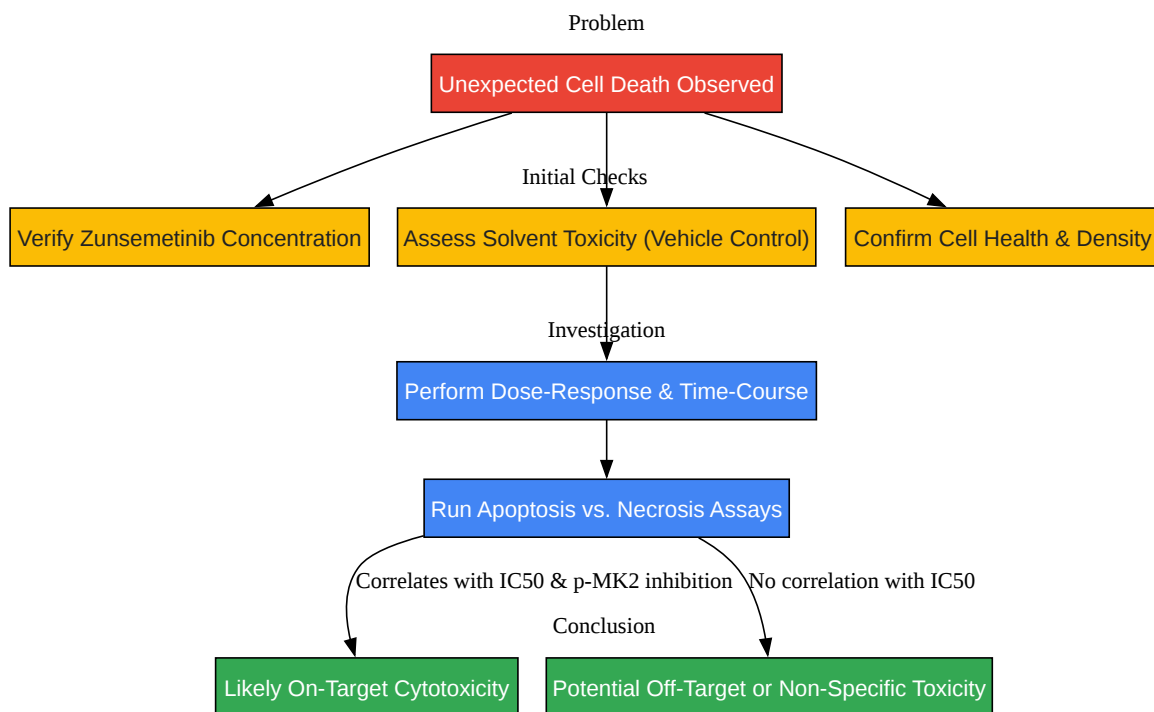 Problem
Unexpected Cell Death Observed
Initial Checks
Verify Zunsemetinib Concentration
Assess Solvent Toxicity (Vehicle Control)
Confirm Cell Health & Density
Investigation
Perform Dose-Response & Time-Course
Run Apoptosis vs. Necrosis Assays
Correlates with IC50 & p-MK2 inhibition
No correlation with IC50
Conclusion
Likely On-Target Cytotoxicity
Potential Off-Target or Non-Specific Toxicity